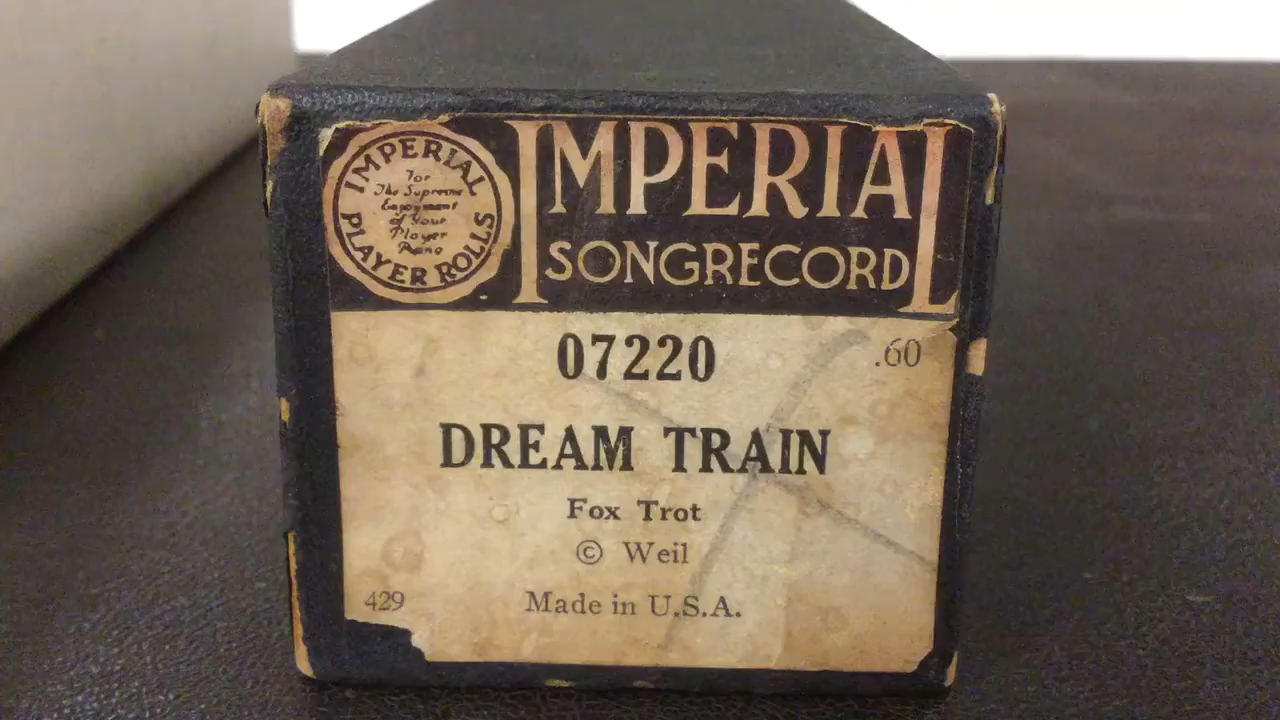 IMPERIAL
For
The Supreme
Enjoyment
of Your
Player
Piano
PLAYER ROLLS
IMPERIAL
SONGRECORD
07220
.60
DREAM TRAIN
Fox Trot
© Weil
429
Made in U.S.A.